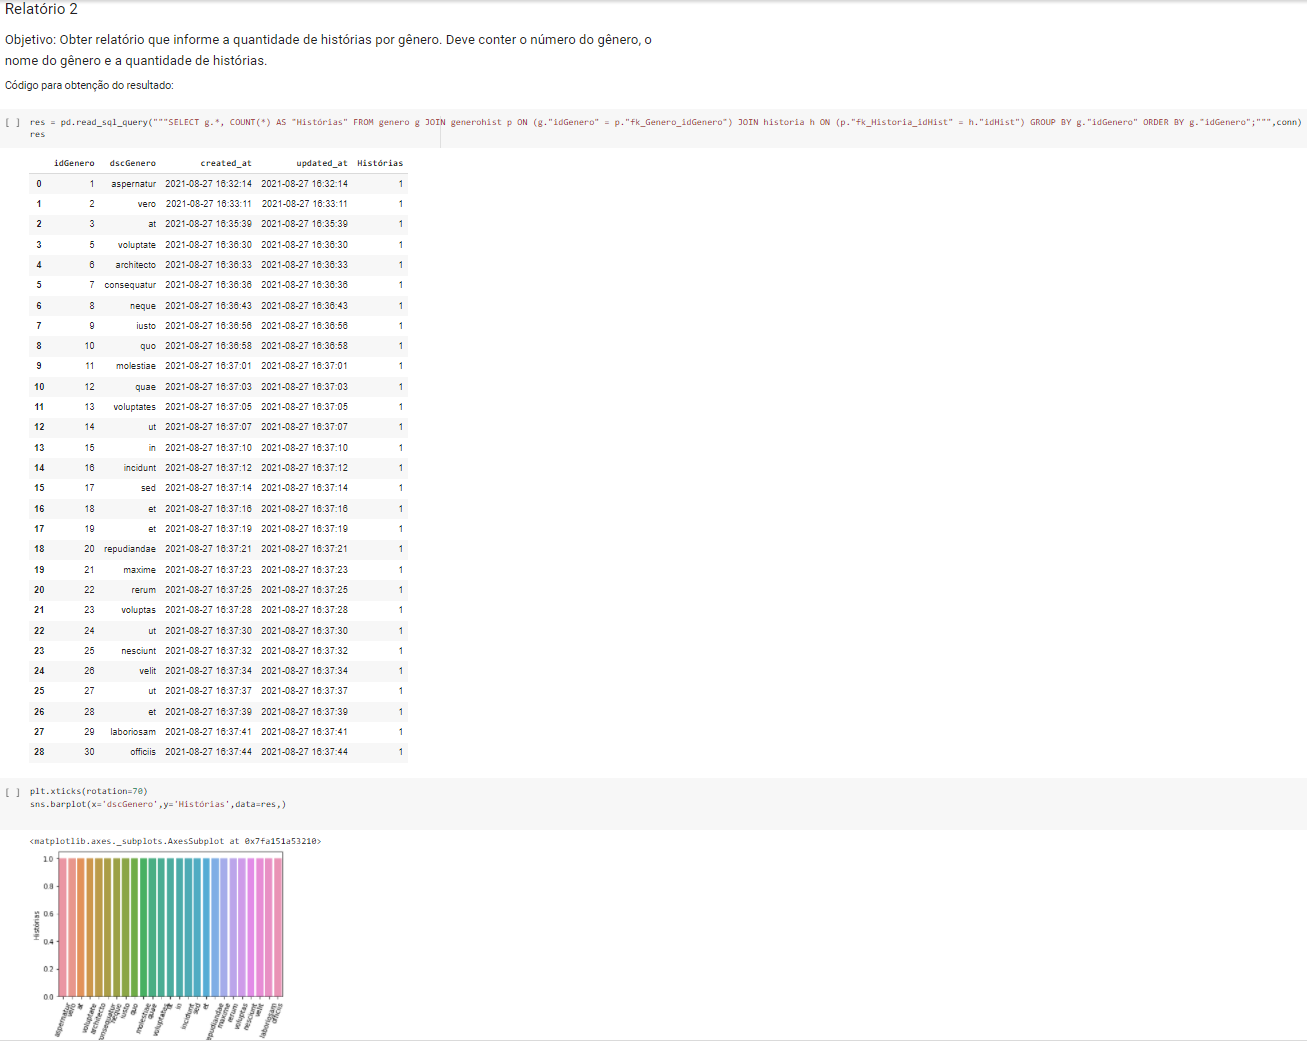 Relatório 2
Objetivo: Obter relatório que informe a quantidade de histórias por gênero. Deve conter o número do gênero, o
nome do gênero e a quantidade de histórias.
Código para obtenção do resultado:
[ ] res = pd.read_sql_query("""SELECT g.*, COUNT(*) AS "Histórias" FROM genero g JOIN generohist p ON (g."idGenero" = p."fk_Genero_idGenero") JOIN historia h ON (p."fk_Historia_idHist" = h."idHist") GROUP BY g."idGenero" ORDER BY g."idGenero";""",conn)
res
idGenero dscGenero created_at updated_at Histórias
0 1 aspernatur 2021-08-27 16:32:14 2021-08-27 16:32:14 1
1 2 vero 2021-08-27 16:33:11 2021-08-27 16:33:11 1
2 3 at 2021-08-27 16:35:39 2021-08-27 16:35:39 1
3 5 voluptate 2021-08-27 16:36:30 2021-08-27 16:36:30 1
4 6 architecto 2021-08-27 16:36:33 2021-08-27 16:36:33 1
5 7 consequatur 2021-08-27 16:36:36 2021-08-27 16:36:36 1
6 8 neque 2021-08-27 16:36:43 2021-08-27 16:36:43 1
7 9 iusto 2021-08-27 16:36:56 2021-08-27 16:36:56 1
8 10 quo 2021-08-27 16:36:58 2021-08-27 16:36:58 1
9 11 molestiae 2021-08-27 16:37:01 2021-08-27 16:37:01 1
10 12 quae 2021-08-27 16:37:03 2021-08-27 16:37:03 1
11 13 voluptates 2021-08-27 16:37:05 2021-08-27 16:37:05 1
12 14 ut 2021-08-27 16:37:07 2021-08-27 16:37:07 1
13 15 in 2021-08-27 16:37:10 2021-08-27 16:37:10 1
14 16 incidunt 2021-08-27 16:37:12 2021-08-27 16:37:12 1
15 17 sed 2021-08-27 16:37:14 2021-08-27 16:37:14 1
16 18 et 2021-08-27 16:37:16 2021-08-27 16:37:16 1
17 19 et 2021-08-27 16:37:19 2021-08-27 16:37:19 1
18 20 repudiandae 2021-08-27 16:37:21 2021-08-27 16:37:21 1
19 21 maxime 2021-08-27 16:37:23 2021-08-27 16:37:23 1
20 22 rerum 2021-08-27 16:37:25 2021-08-27 16:37:25 1
21 23 voluptas 2021-08-27 16:37:28 2021-08-27 16:37:28 1
22 24 ut 2021-08-27 16:37:30 2021-08-27 16:37:30 1
23 25 nesciunt 2021-08-27 16:37:32 2021-08-27 16:37:32 1
24 26 velit 2021-08-27 16:37:34 2021-08-27 16:37:34 1
25 27 ut 2021-08-27 16:37:37 2021-08-27 16:37:37 1
26 28 et 2021-08-27 16:37:39 2021-08-27 16:37:39 1
27 29 laboriosam 2021-08-27 16:37:41 2021-08-27 16:37:41 1
28 30 officiis 2021-08-27 16:37:44 2021-08-27 16:37:44 1
[ ] plt.xticks(rotation=70)
sns.barplot(x='dscGenero',y='Histórias',data=res,)
<matplotlib.axes._subplots.AxesSubplot at 0x7fa151a53210>
1.0
0.8
0.6
0.4
0.2
0.0
Histórias
aspernatur vero at voluptate architecto onsequatur neque iusto quo molestiae quae voluptates ut in incidunt sed et epudiandae maxime rerum voluptas nesciunt velit laboriosam officiis